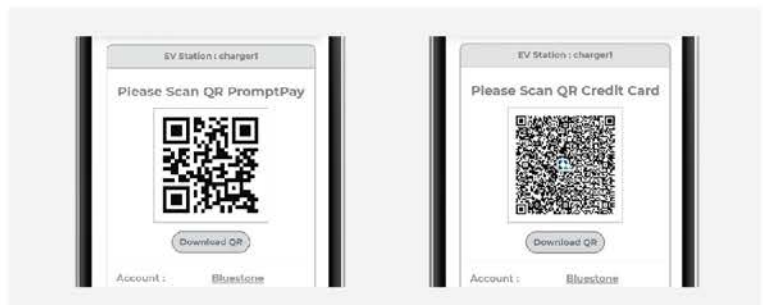 EV Station : charger1
Please Scan QR PromptPay
Download QR
Account : Bluestone
EV Station : charger1
Please Scan QR Credit Card
Download QR
Account : Bluestone